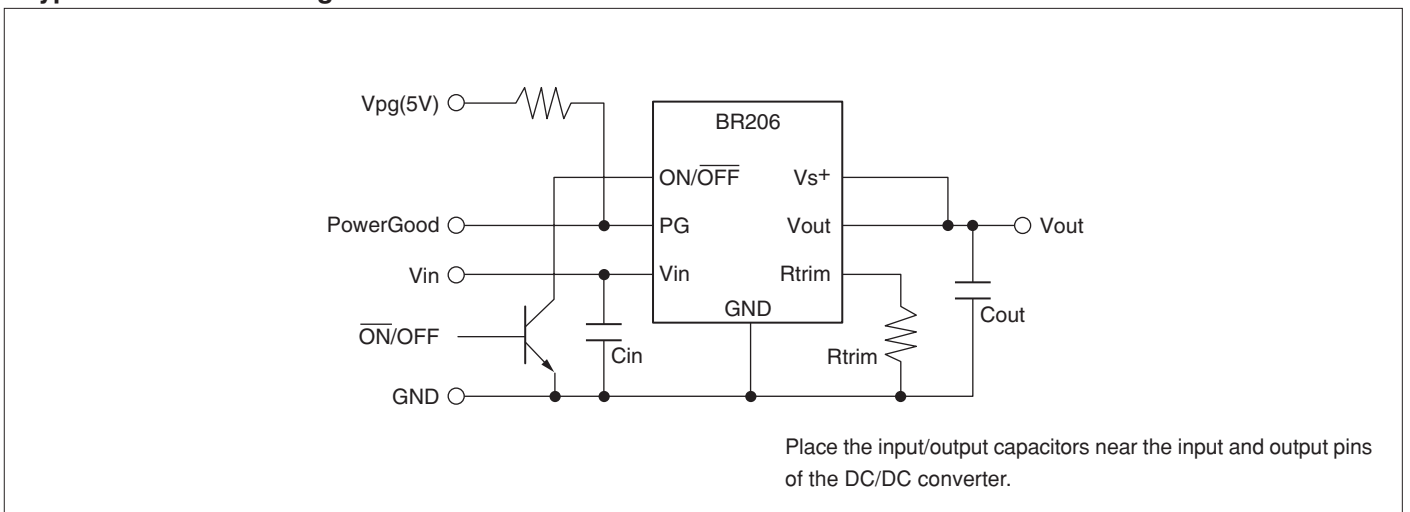 Vpg(5V)
BR206
ON/OFF
Vs+
PowerGood
PG
Vout
Vout
Vin
Vin
Rtrim
GND
Cout
ON/OFF
Cin
Rtrim
GND
Place the input/output capacitors near the input and output pins
of the DC/DC converter.